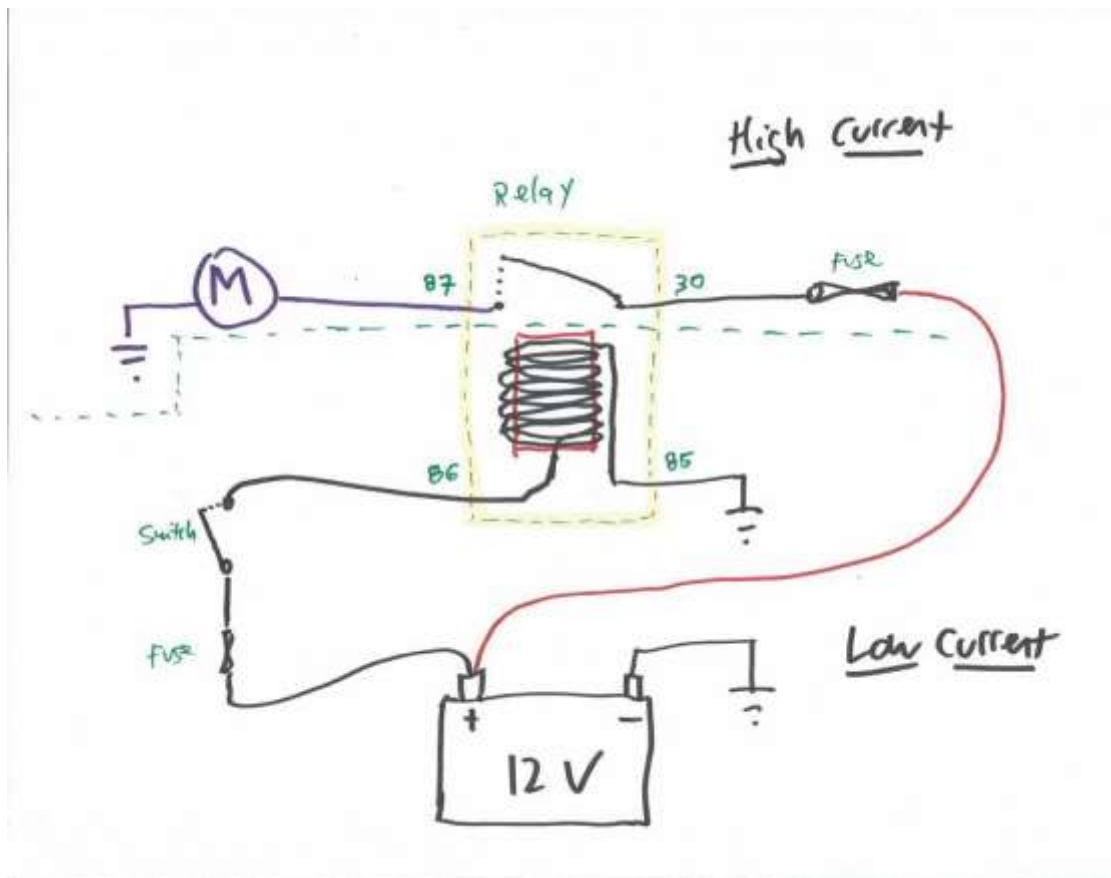 High Current
Relay
M
87
30
Fuse
86
85
Switch
Fuse
Low Current
+
-
12 V